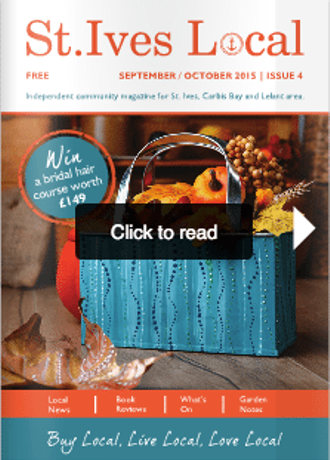 St.Ives Local
FREE SEPTEMBER / OCTOBER 2015 | ISSUE 4
Independent community magazine for St. Ives, Carbis Bay and Lelant area.
Win
a bridal hair
course worth
£149
Click to read
Local News | Book Reviews | What's On | Garden Notes
Buy Local, Live Local, Love Local